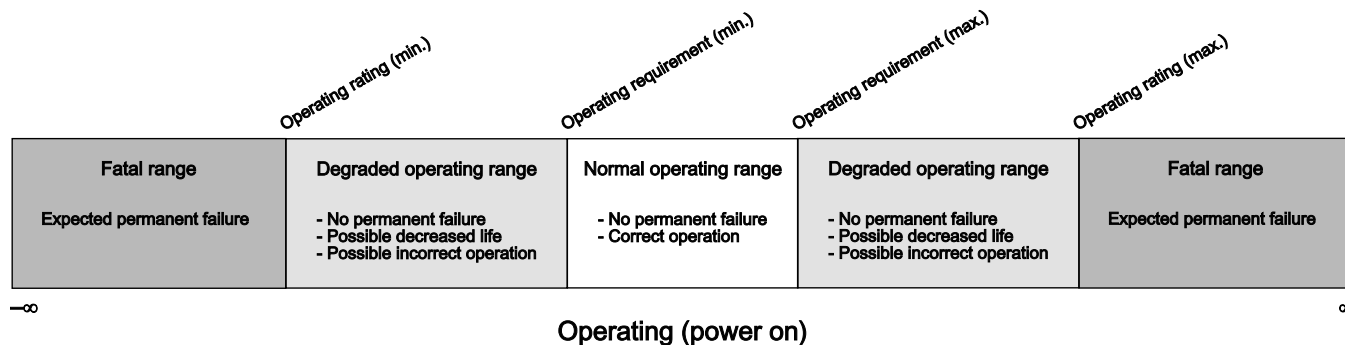 Operating rating (min.)
Operating requirement (min.)
Operating requirement (max.)
Operating rating (max.)
Fatal range
Expected permanent failure
Degraded operating range
- No permanent failure
- Possible decreased life
- Possible incorrect operation
Normal operating range
- No permanent failure
- Correct operation
Degraded operating range
- No permanent failure
- Possible decreased life
- Possible incorrect operation
Fatal range
Expected permanent failure
–∞
Operating (power on)